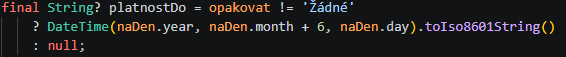 final String? platnostDo = opakovat != 'Žádné'
? DateTime(naDen.year, naDen.month + 6, naDen.day).toIso8601String()
: null;